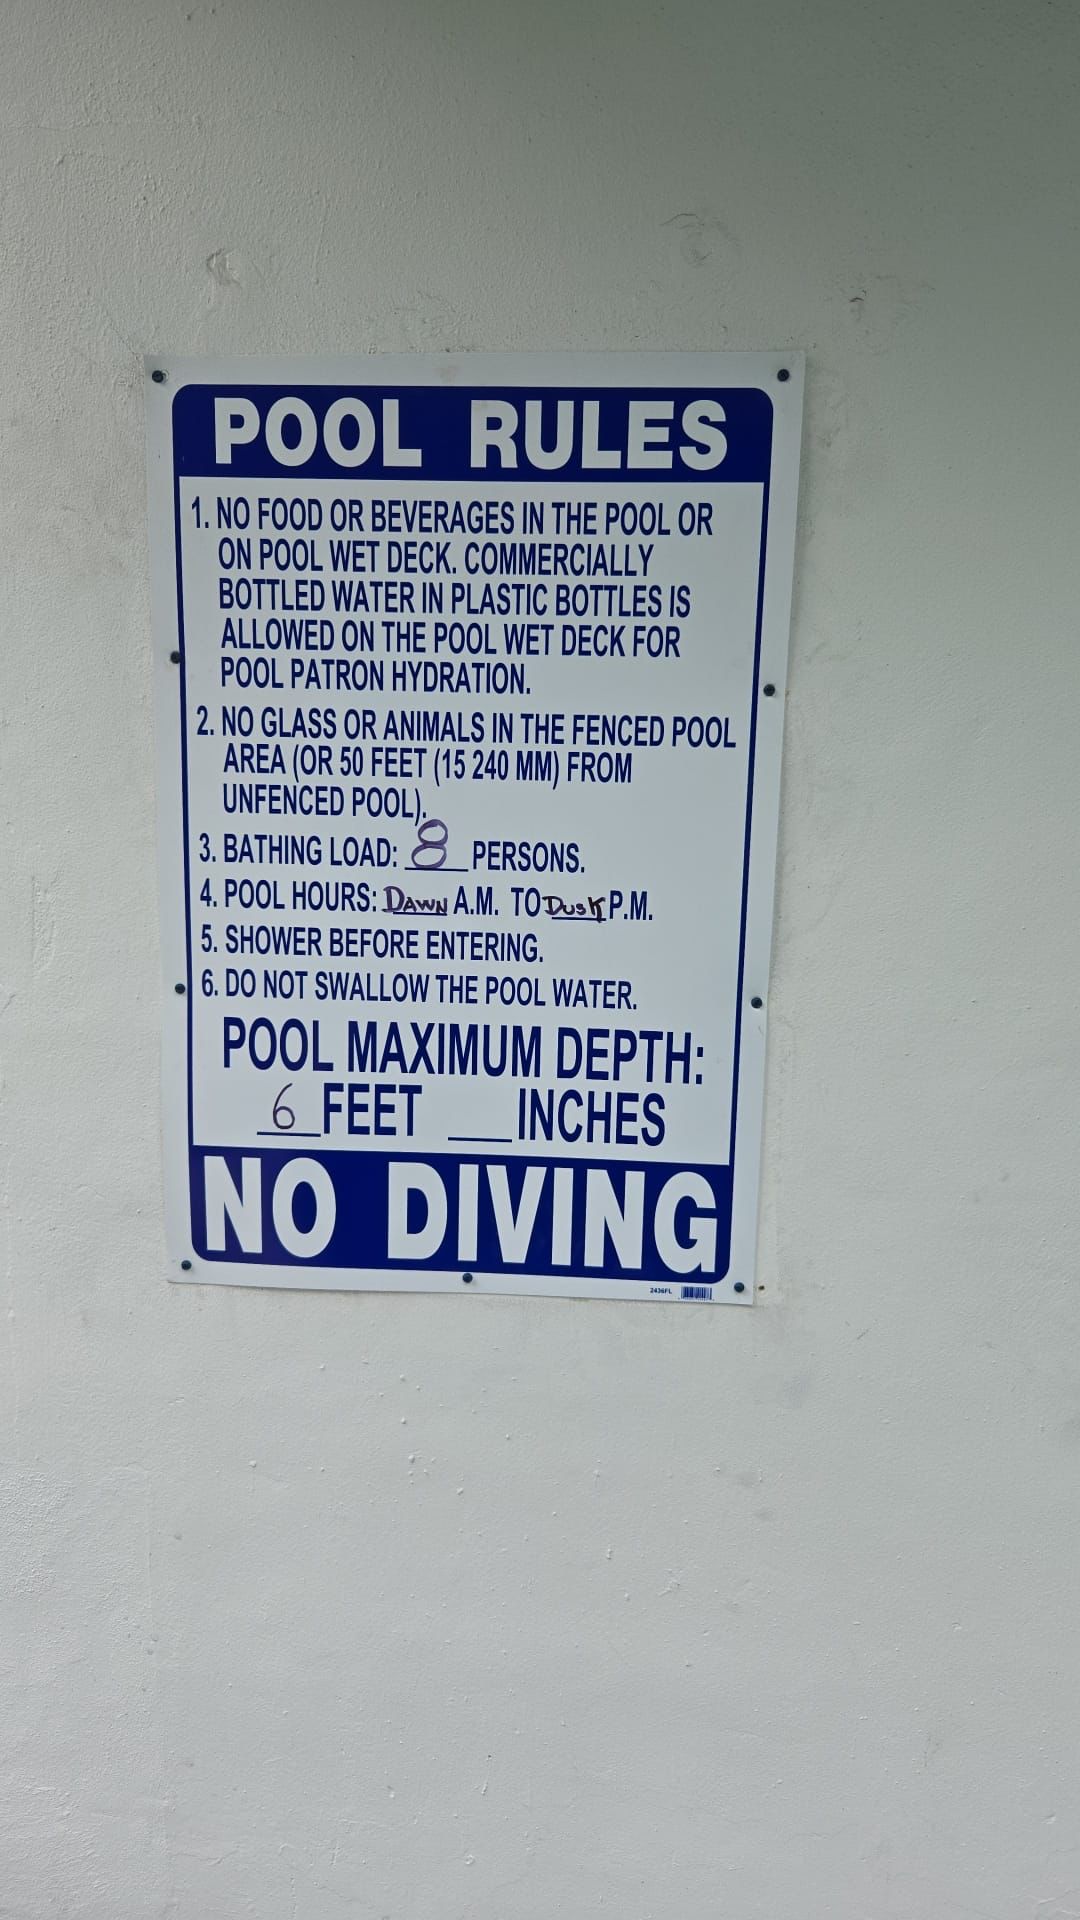 POOL RULES
1. NO FOOD OR BEVERAGES IN THE POOL OR
ON POOL WET DECK. COMMERCIALLY
BOTTLED WATER IN PLASTIC BOTTLES IS
ALLOWED ON THE POOL WET DECK FOR
POOL PATRON HYDRATION.
2. NO GLASS OR ANIMALS IN THE FENCED POOL
AREA (OR 50 FEET (15 240 MM) FROM
UNFENCED POOL).
3. BATHING LOAD: 8 PERSONS.
4. POOL HOURS: DAWN A.M. TO DUSK P.M.
5. SHOWER BEFORE ENTERING.
6. DO NOT SWALLOW THE POOL WATER.
POOL MAXIMUM DEPTH:
6 FEET ___ INCHES
NO DIVING
2436FL